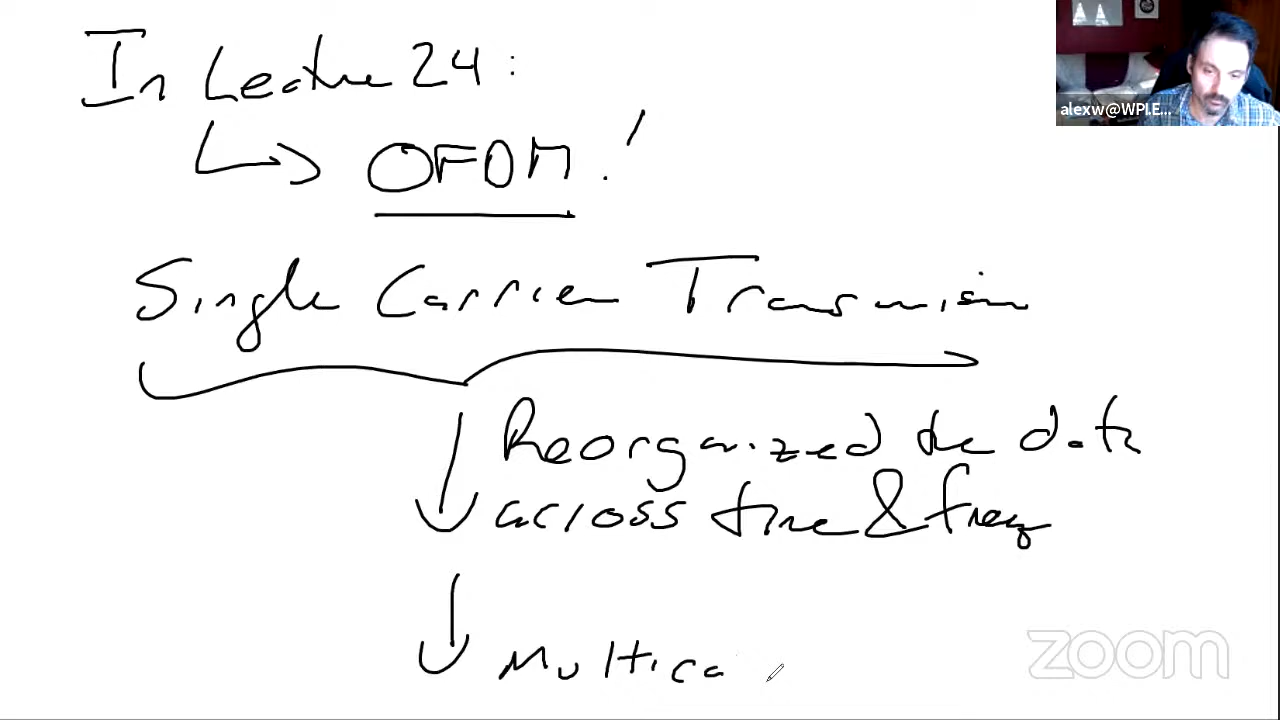 In Lecture 24:
alexw@WPI.E...
OFDM!
Single Carrier Transmission
Reorganized the data
across time & freq
Multica
zoom